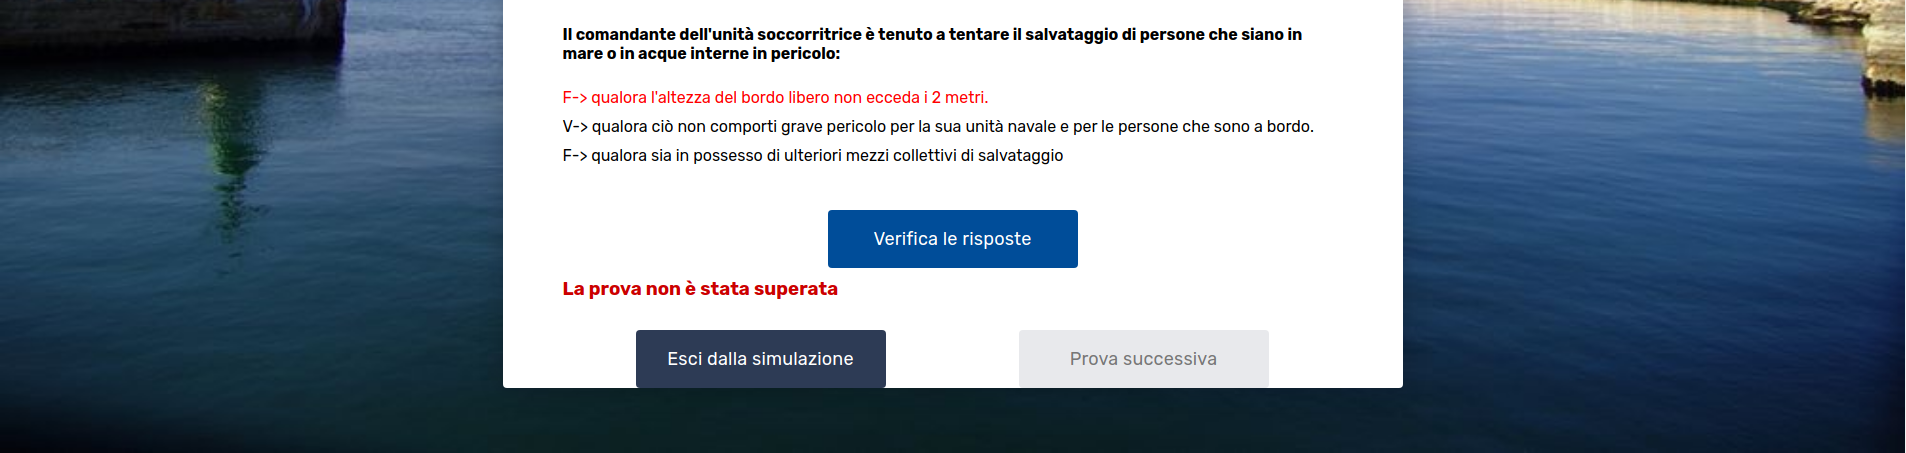 Il comandante dell'unità soccorritrice è tenuto a tentare il salvataggio di persone che siano in
mare o in acque interne in pericolo:
F-> qualora l'altezza del bordo libero non ecceda i 2 metri.
V-> qualora ciò non comporti grave pericolo per la sua unità navale e per le persone che sono a bordo.
F-> qualora sia in possesso di ulteriori mezzi collettivi di salvataggio
Verifica le risposte
La prova non è stata superata
Esci dalla simulazione
Prova successiva